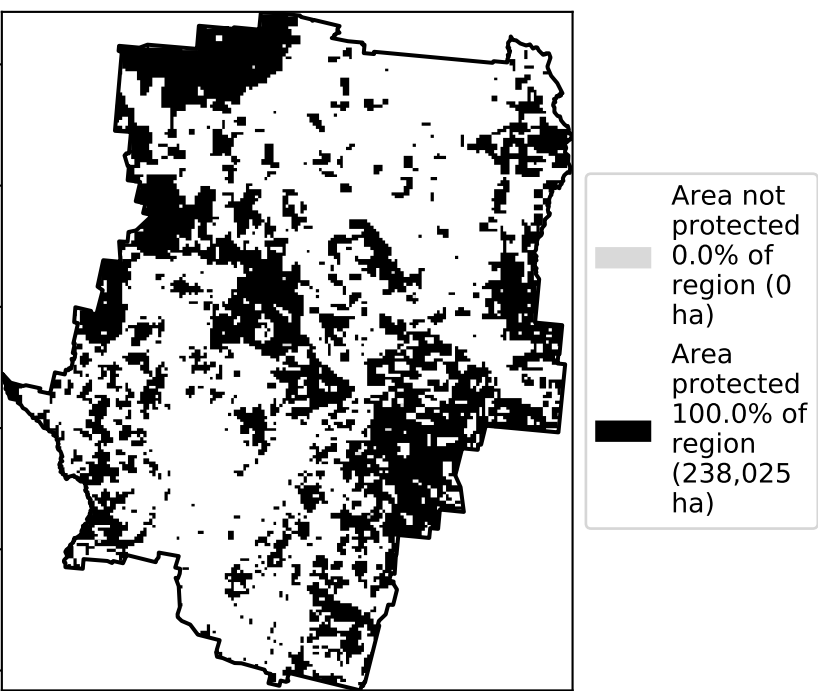 Area not
protected
0.0% of
region (0
ha)
Area
protected
100.0% of
region
(238,025
ha)